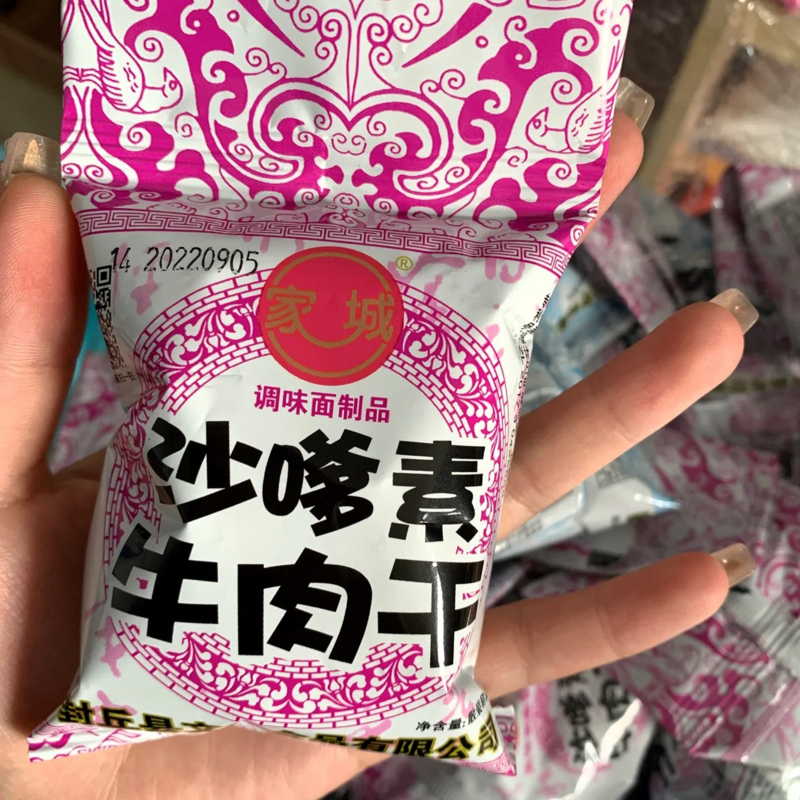 14 20220905
家城®
调味面制品
沙嗲素
牛肉干
净含量:
封丘县 有限公司